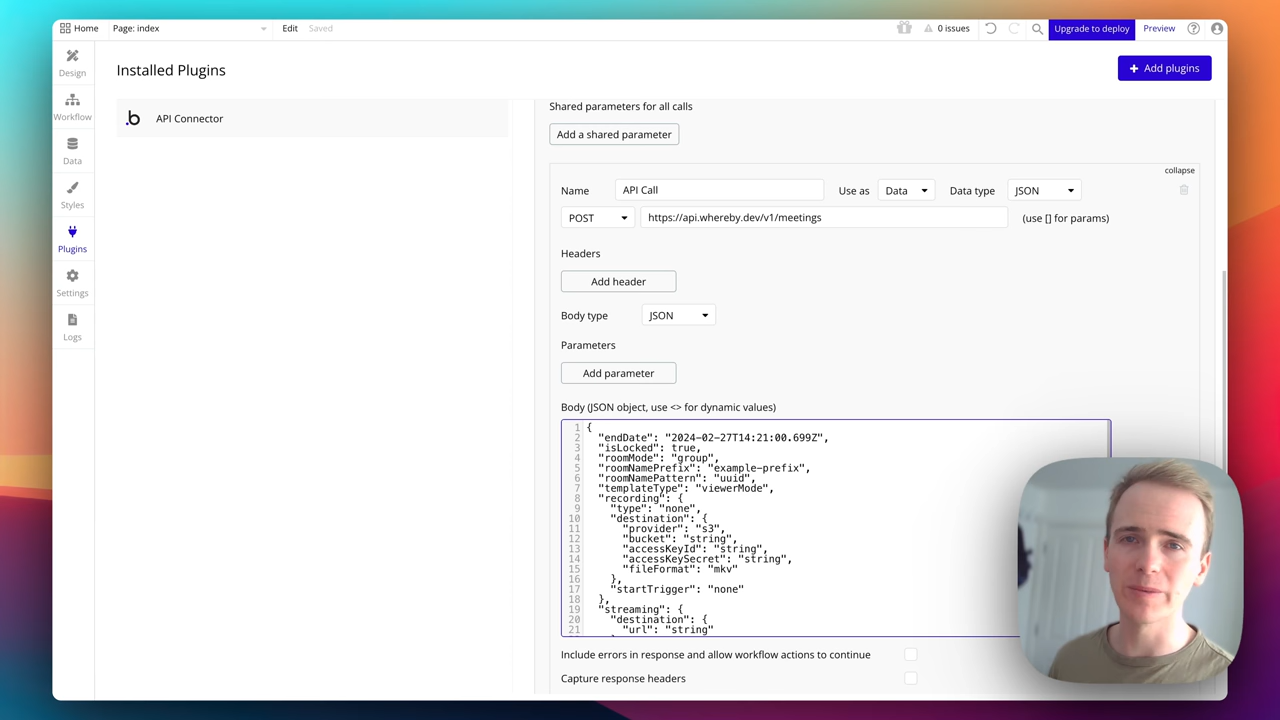 Home
Page: index
Edit
Saved
0 issues
Upgrade to deploy
Preview
Design
Workflow
Data
Styles
Plugins
Settings
Logs
Installed Plugins
+ Add plugins
.b API Connector
Shared parameters for all calls
Add a shared parameter
collapse
Name API Call Use as Data Data type JSON
POST https://api.whereby.dev/v1/meetings (use [] for params)
Headers
Add header
Body type JSON
Parameters
Add parameter
Body (JSON object, use <> for dynamic values)
1 {
2 "endDate": "2024-02-27T14:21:00.699Z",
3 "isLocked": true,
4 "roomMode": "group",
5 "roomNamePrefix": "example-prefix",
6 "roomNamePattern": "uuid",
7 "templateType": "viewerMode",
8 "recording": {
9 "type": "none",
10 "destination": {
11 "provider": "s3",
12 "bucket": "string",
13 "accessKeyId": "string",
14 "accessKeySecret": "string",
15 "fileFormat": "mkv"
16 },
17 "startTrigger": "none"
18 },
19 "streaming": {
20 "destination": {
21 "url": "string"
Include errors in response and allow workflow actions to continue
Capture response headers